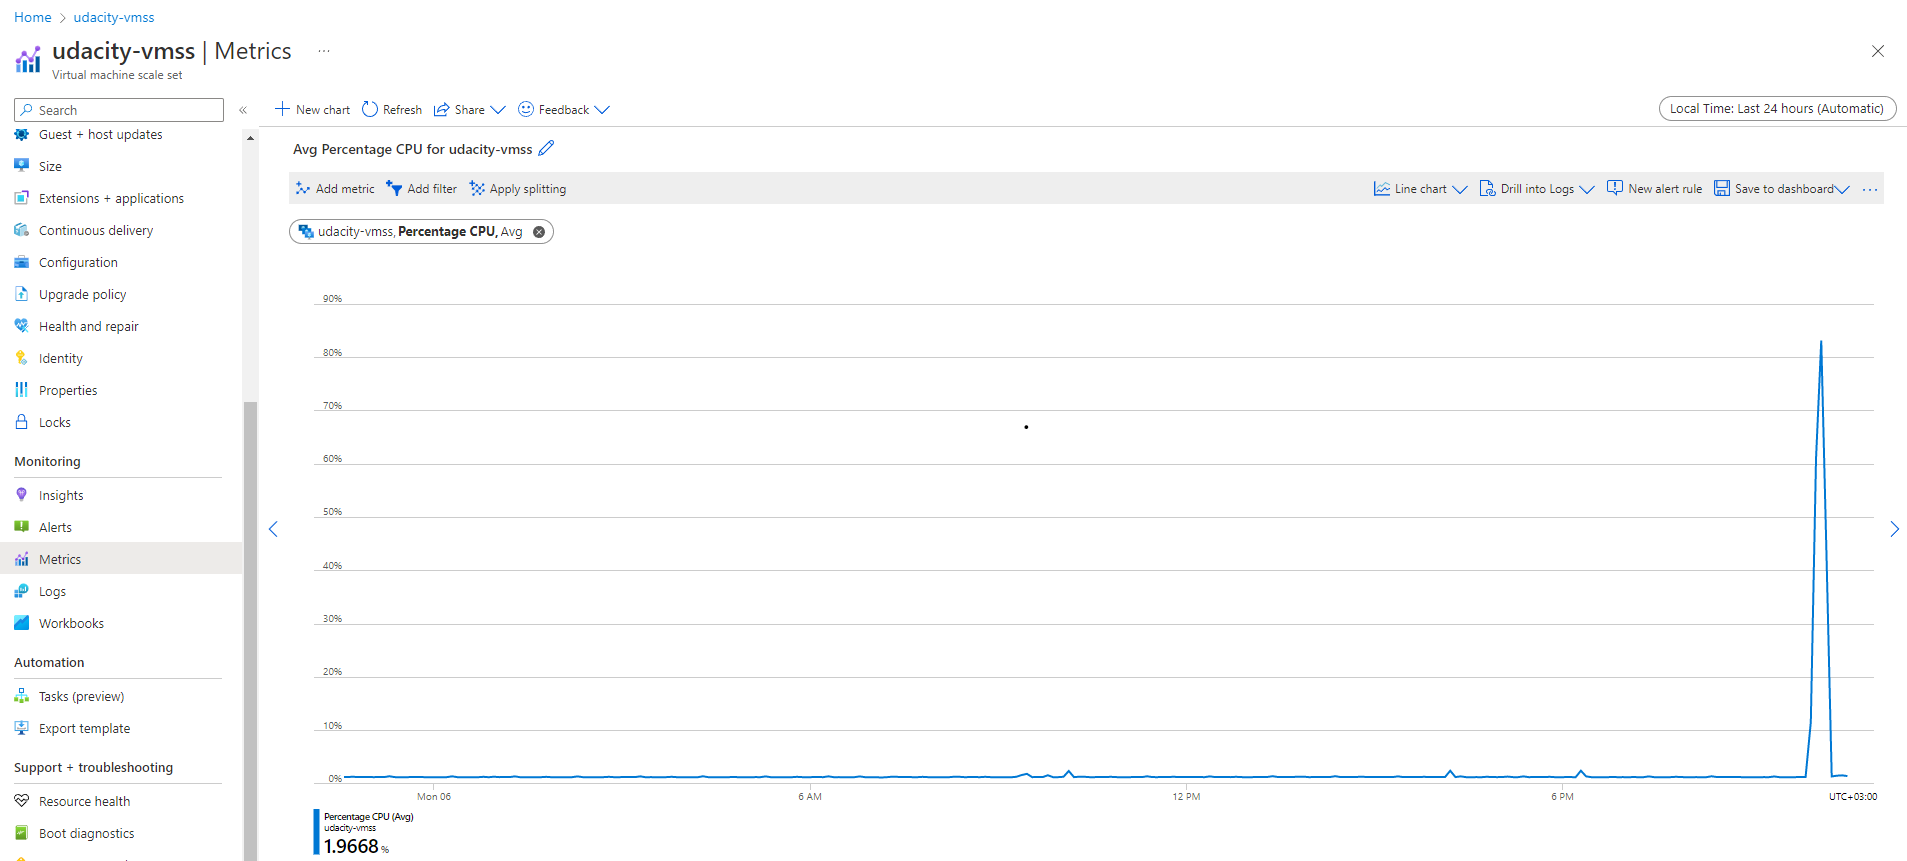 Home > udacity-vmss
udacity-vmss | Metrics ...
Virtual machine scale set
Search
«
Guest + host updates
Size
Extensions + applications
Continuous delivery
Configuration
Upgrade policy
Health and repair
Identity
Properties
Locks
Monitoring
Insights
Alerts
Metrics
Logs
Workbooks
Automation
Tasks (preview)
Export template
Support + troubleshooting
Resource health
Boot diagnostics
New chart Refresh Share Feedback
Local Time: Last 24 hours (Automatic)
Avg Percentage CPU for udacity-vmss
Add metric Add filter Apply splitting Line chart Drill into Logs New alert rule Save to dashboard ...
udacity-vmss, Percentage CPU, Avg
90%
80%
70%
60%
50%
40%
30%
20%
10%
0%
Mon 06 6 AM 12 PM 6 PM UTC+03:00
Percentage CPU (Avg)
udacity-vmss
1.9668 %